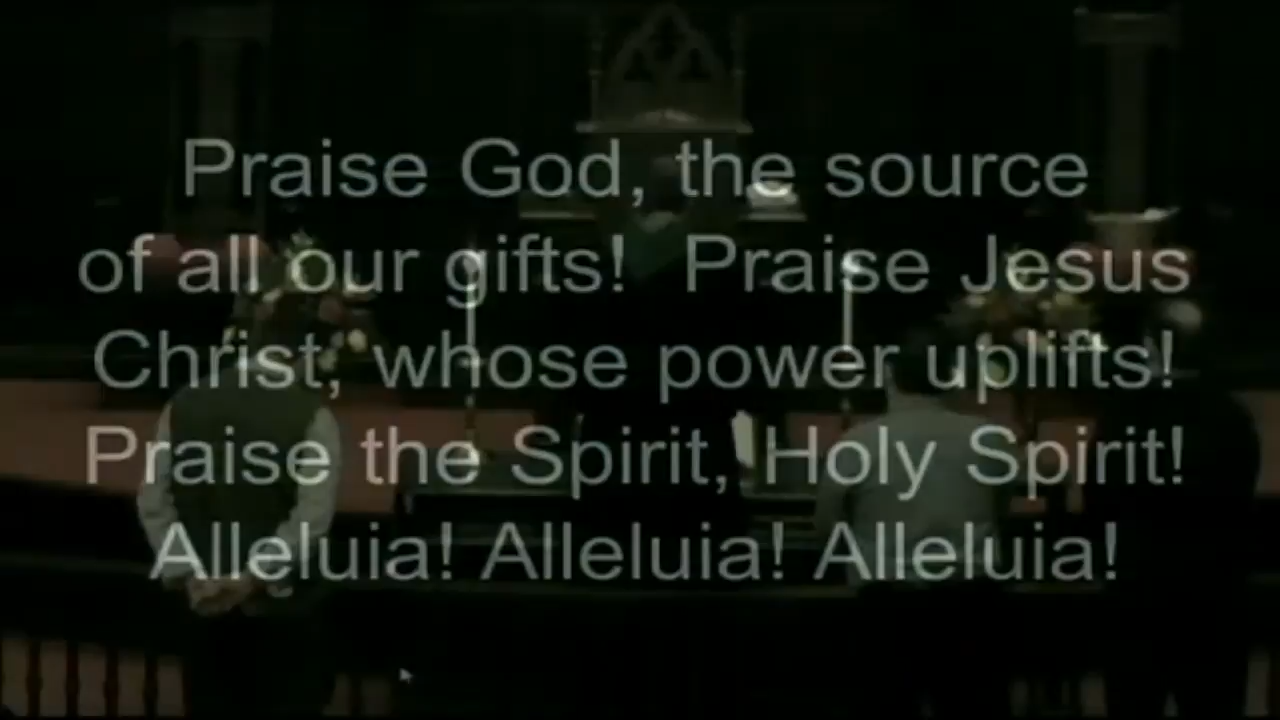 Praise God, the source
of all our gifts!  Praise Jesus
Christ, whose power uplifts!
Praise the Spirit, Holy Spirit!
Alleluia! Alleluia! Alleluia!